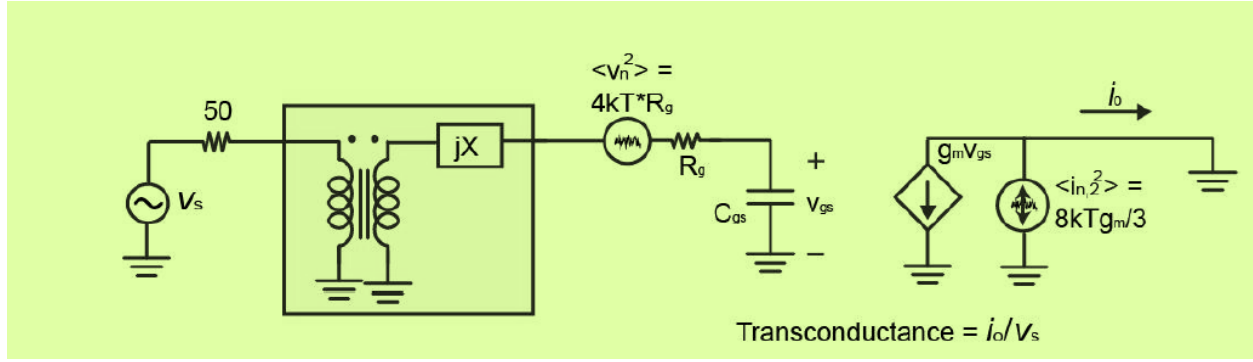 <vn²> =
4kT*Rg
50
jX
Vs
Rg
Cgs
+
vgs
–
io
gmvgs
<in,2²> =
8kTgm/3
Transconductance = io/vs